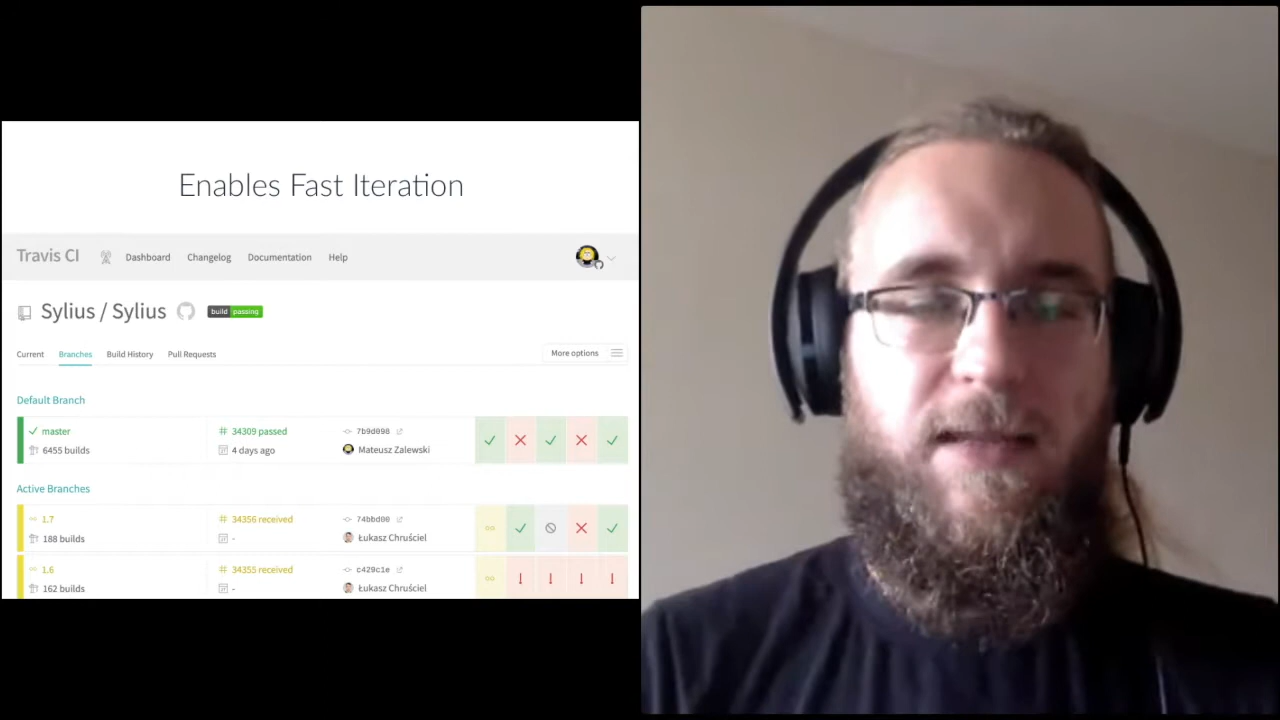 Enables Fast Iteration
Travis CI Dashboard Changelog Documentation Help
Sylius / Sylius build passing
Current Branches Build History Pull Requests More options
Default Branch
master # 34309 passed 7b9d098
6455 builds 4 days ago Mateusz Zalewski
Active Branches
1.7 # 34356 received 74bbd00
188 builds - Łukasz Chruściel
1.6 # 34355 received c429c1e
162 builds - Łukasz Chruściel